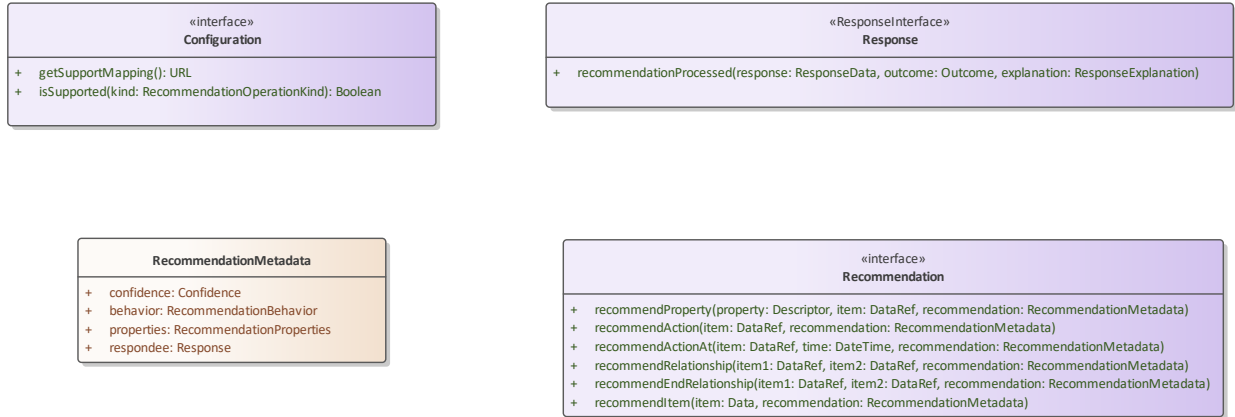 «interface»
Configuration
+ getSupportMapping(): URL
+ isSupported(kind: RecommendationOperationKind): Boolean
«ResponseInterface»
Response
+ recommendationProcessed(response: ResponseData, outcome: Outcome, explanation: ResponseExplanation)
RecommendationMetadata
+ confidence: Confidence
+ behavior: RecommendationBehavior
+ properties: RecommendationProperties
+ respondee: Response
«interface»
Recommendation
+ recommendProperty(property: Descriptor, item: DataRef, recommendation: RecommendationMetadata)
+ recommendAction(item: DataRef, recommendation: RecommendationMetadata)
+ recommendActionAt(item: DataRef, time: DateTime, recommendation: RecommendationMetadata)
+ recommendRelationship(item1: DataRef, item2: DataRef, recommendation: RecommendationMetadata)
+ recommendEndRelationship(item1: DataRef, item2: DataRef, recommendation: RecommendationMetadata)
+ recommendItem(item: Data, recommendation: RecommendationMetadata)